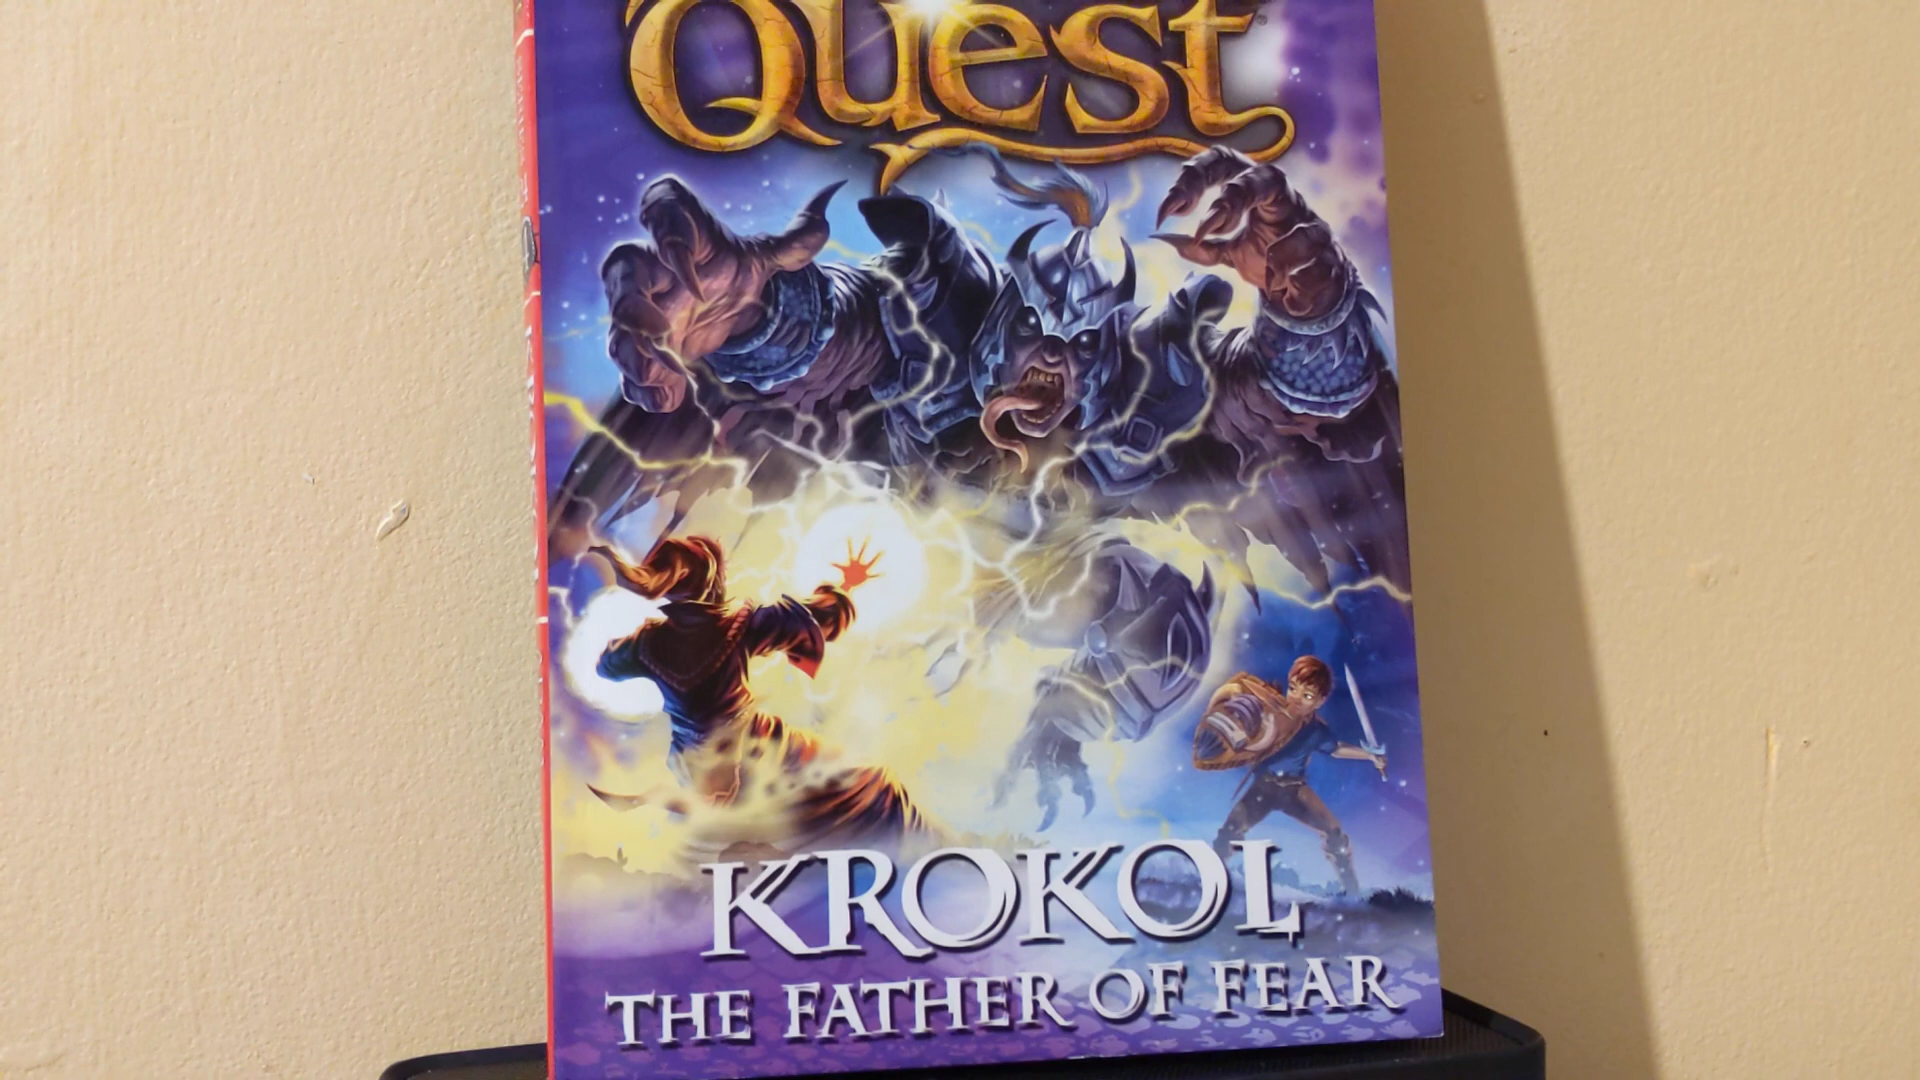 Quest
KROKOL
THE FATHER OF FEAR